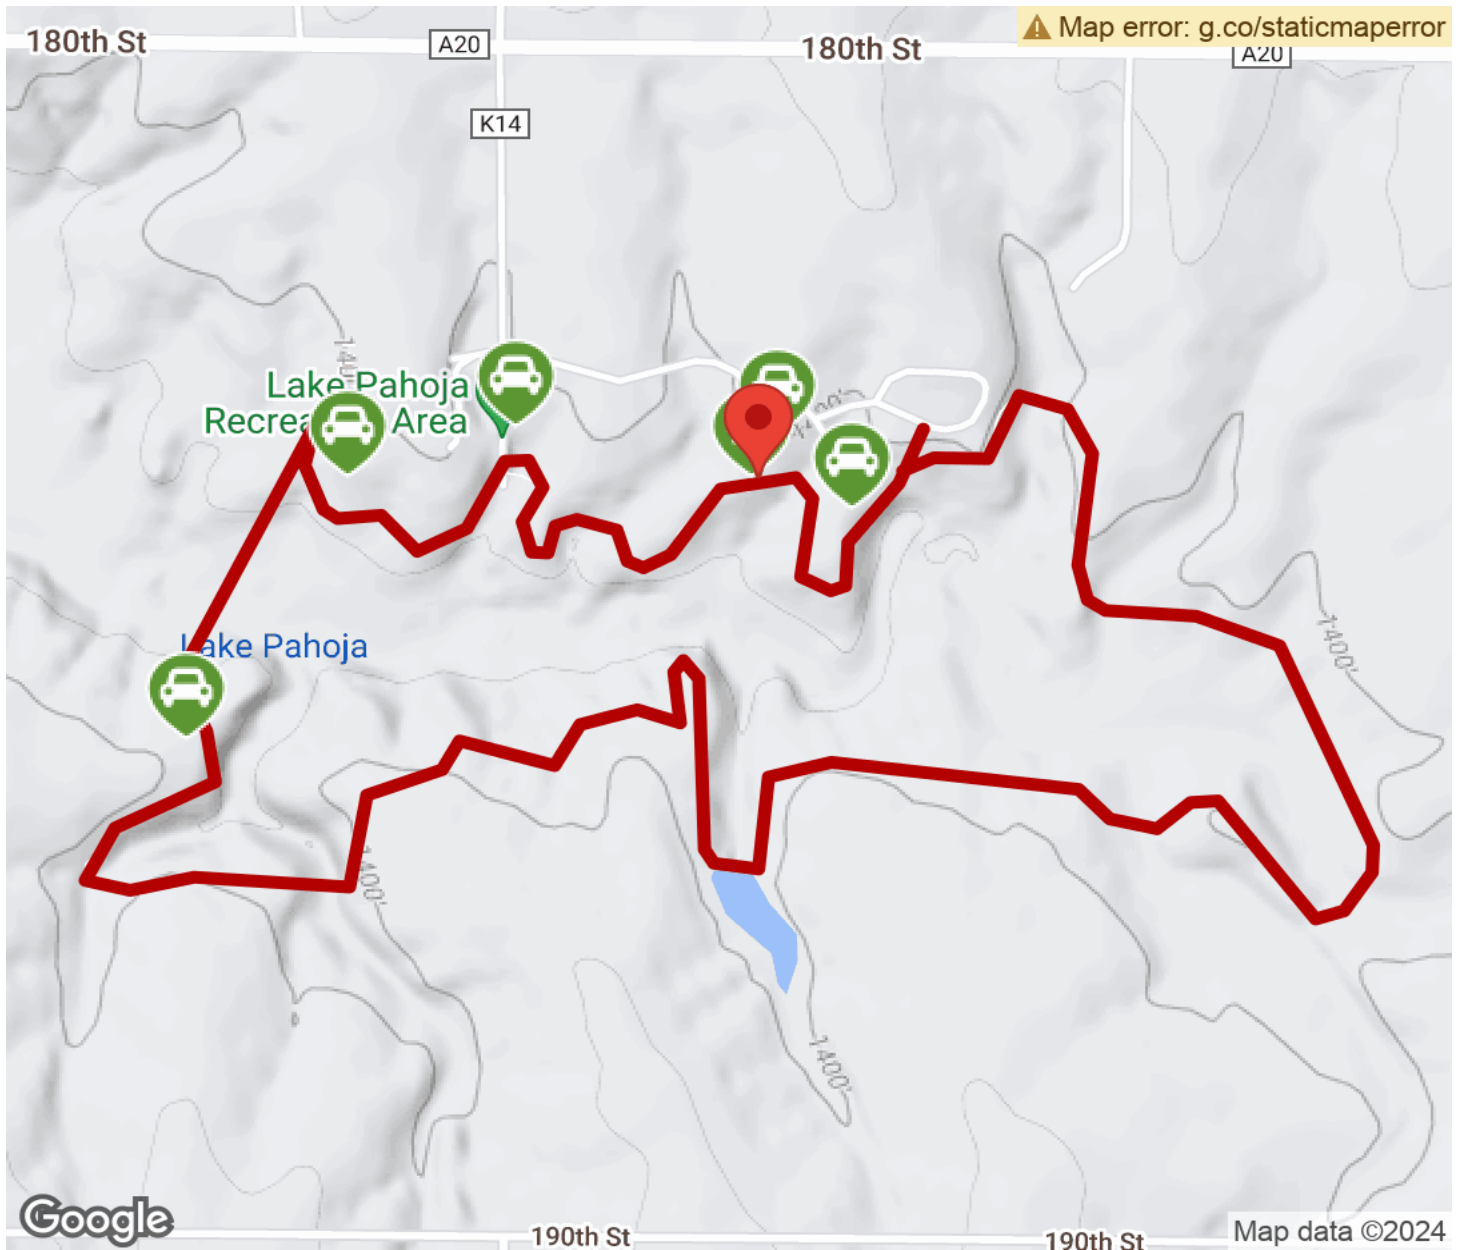 180th St
A20
180th St
Map error: g.co/staticmaperror
A20
K14
Lake Pahoja
Area
1400'
Lake Pahoja
1400'
1400'
Google
190th St
190th St
Map data ©2024